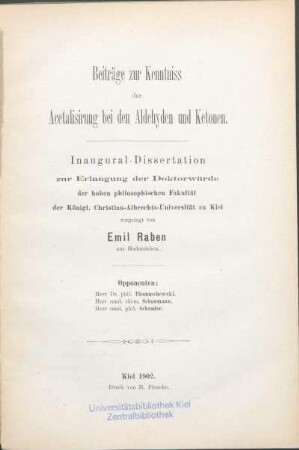 Beiträge zur Kenntniss
der
Acetalisirung bei den Aldehyden und Ketonen.
Inaugural-Dissertation
zur Erlangung der Doktorwürde
der hohen philosophischen Fakultät
der Königl. Christian-Albrechts-Universität zu Kiel
vorgelegt von
Emil Raben
aus
Opponenten:
Herr Dr. phil. Thomaschewski.
Herr cand. chem. Schurmann.
Herr cand. phil. Schrader.
Kiel 1902.
Druck von H. Fiencke.
Universitätsbibliothek Kiel
Zentralbibliothek